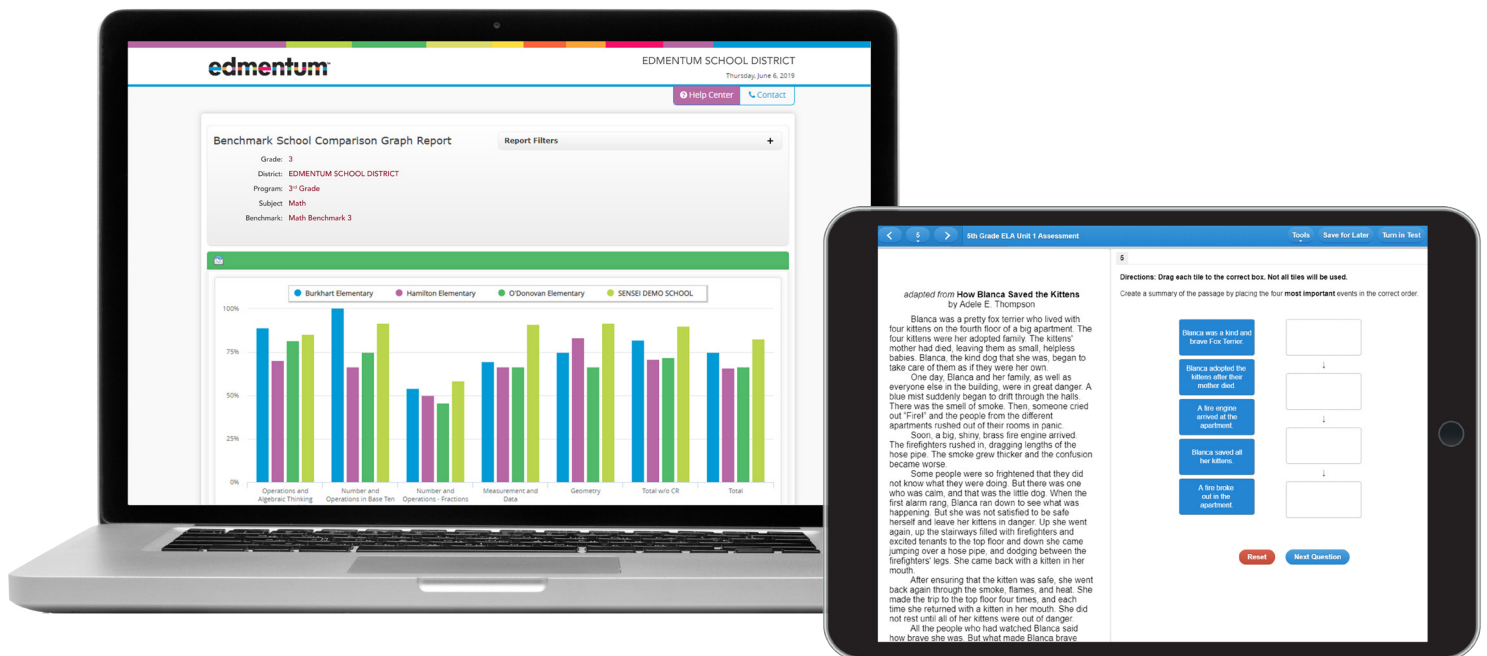 edmentum™
EDMENTUM SCHOOL DISTRICT
Thursday, June 6, 2019
Help Center
Contact
Benchmark School Comparison Graph Report
Report Filters
+
Grade: 3
District: EDMENTUM SCHOOL DISTRICT
Program: 3rd Grade
Subject Math
Benchmark: Math Benchmark 3
Burkhart Elementary
Hamilton Elementary
O'Donovan Elementary
SENSEI DEMO SCHOOL
100%
75%
50%
25%
0%
Operations and
Algebraic Thinking
Number and
Operations in Base Ten
Number and
Operations - Fractions
Measurement and
Data
Geometry
Total w/o CR
Total
5
5th Grade ELA Unit 1 Assessment
Tools
Save for Later
Turn in Test
adapted from How Blanca Saved the Kittens
by Adele E. Thompson
Blanca was a pretty fox terrier who lived with
four kittens on the fourth floor of a big apartment. The
four kittens were her adopted family. The kittens'
mother had died, leaving them as small, helpless
babies. Blanca, the kind dog that she was, began to
take care of them as if they were her own.
One day, Blanca and her family, as well as
everyone else in the building, were in great danger. A
blue mist suddenly began to drift through the halls.
There was the smell of smoke. Then, someone cried
out "Fire!" and the people from the different
apartments rushed out of their rooms in panic.
Soon, a big, shiny, brass fire engine arrived.
The firefighters rushed in, dragging lengths of the
hose pipe. The smoke grew thicker and the confusion
became worse.
Some people were so frightened that they did
not know what they were doing. But there was one
who was calm, and that was the little dog. When the
first alarm rang, Blanca ran down to see what was
happening. But she was not satisfied to be safe
herself and leave her kittens in danger. Up she went
again, up the stairways filled with firefighters and
excited tenants to the top floor and down she came
jumping over a hose pipe, and dodging between the
firefighters' legs. She came back with a kitten in her
mouth.
After ensuring that the kitten was safe, she went
back again through the smoke, flames, and heat. She
made the trip to the top floor four times, and each
time she returned with a kitten in her mouth. She did
not rest until all of her kittens were out of danger.
All the people who had watched Blanca said
how brave she was. But what made Blanca brave
5
Directions: Drag each tile to the correct box. Not all tiles will be used.
Create a summary of the passage by placing the four most important events in the correct order.
Blanca was a kind and
brave Fox Terrier.
Blanca adopted the
kittens after their
mother died.
A fire engine
arrived at the
apartment.
Blanca saved all
her kittens.
A fire broke
out in the
apartment.
Reset
Next Question